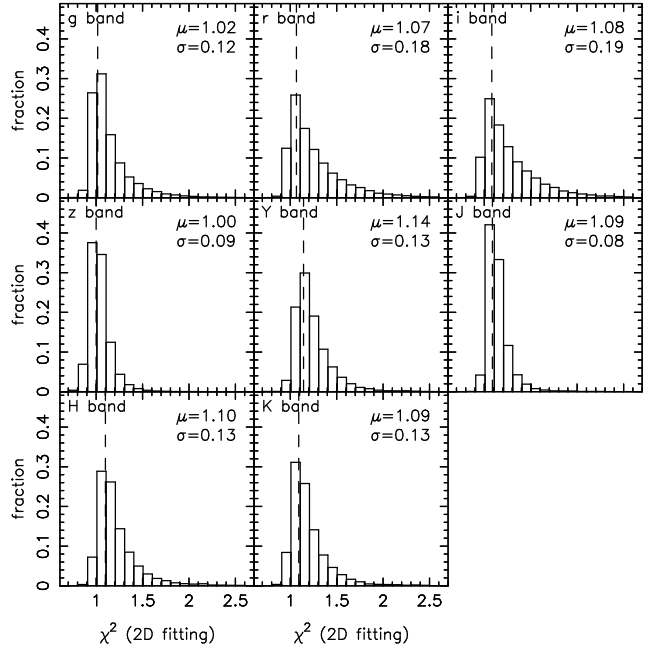 g band
μ=1.02
σ=0.12
r band
μ=1.07
σ=0.18
i band
μ=1.08
σ=0.19
fraction
0.4
0.3
0.2
0.1
0
z band
μ=1.00
σ=0.09
Y band
μ=1.14
σ=0.13
J band
μ=1.09
σ=0.08
fraction
0.4
0.3
0.2
0.1
0
H band
μ=1.10
σ=0.13
K band
μ=1.09
σ=0.13
fraction
0.4
0.3
0.2
0.1
0
1 1.5 2 2.5
1 1.5 2 2.5
χ² (2D fitting)
χ² (2D fitting)